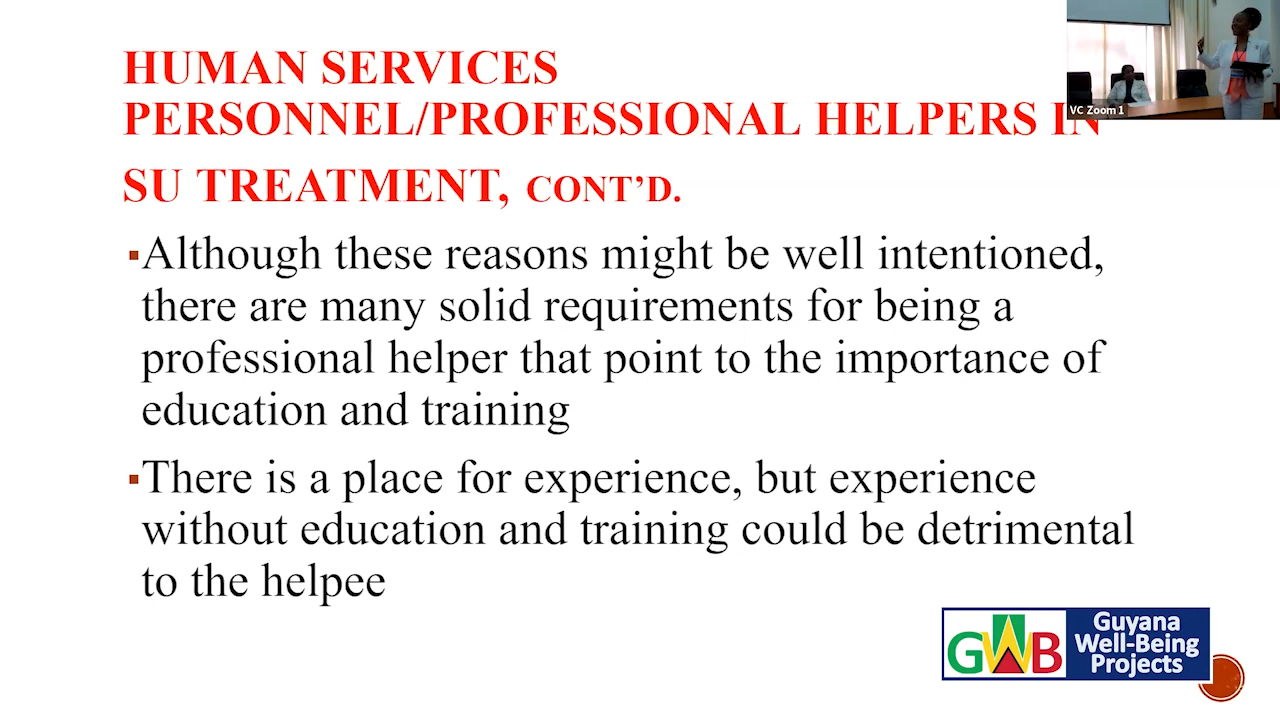 HUMAN SERVICES
PERSONNEL/PROFESSIONAL HELPERS IN
SU TREATMENT, CONT'D.
VC Zoom 1
▪Although these reasons might be well intentioned,
there are many solid requirements for being a
professional helper that point to the importance of
education and training
▪There is a place for experience, but experience
without education and training could be detrimental
to the helpee
GWB
Guyana
Well-Being
Projects